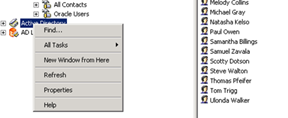 All Contacts
Oracle Users
Active Directory
AD L
Find...
All Tasks
New Window from Here
Refresh
Properties
Help
Melody Collins
Michael Gray
Natasha Kelso
Paul Owen
Samantha Billings
Samuel Zavala
Scotty Dotson
Steve Walton
Thomas Pfeifer
Tom Trigg
Ulonda Walker